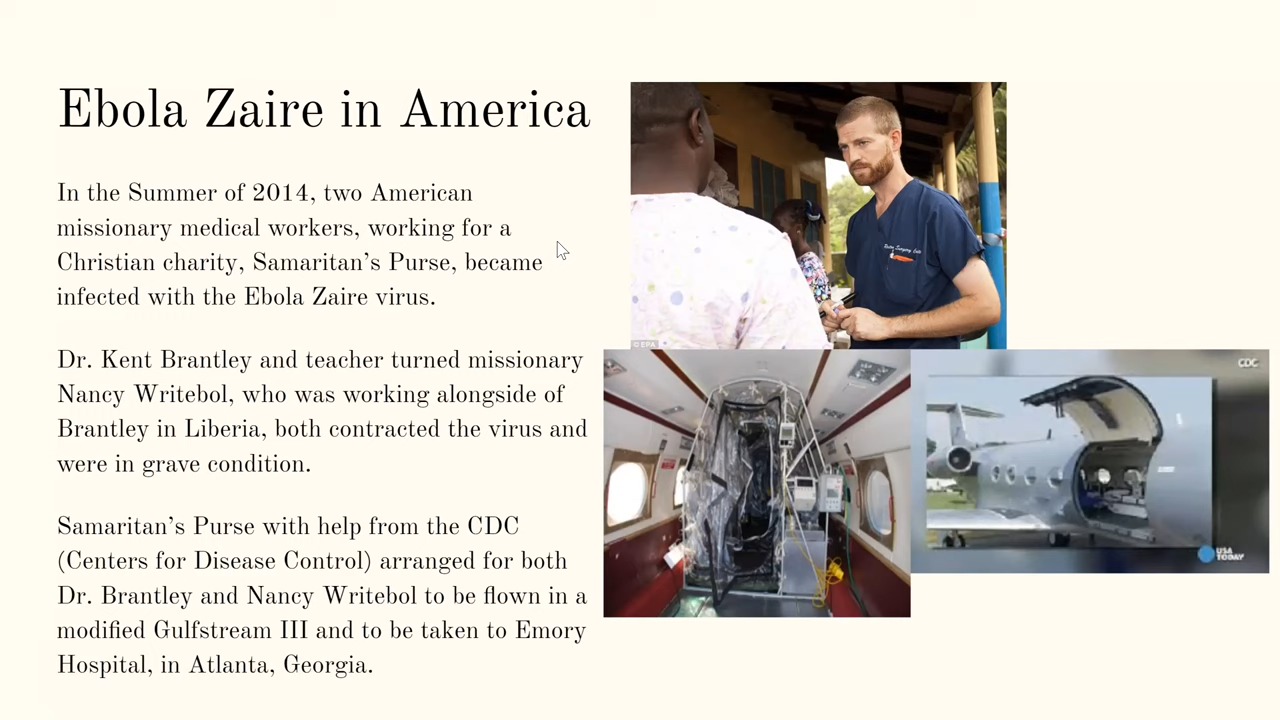 Ebola Zaire in America
In the Summer of 2014, two American
missionary medical workers, working for a
Christian charity, Samaritan's Purse, became
infected with the Ebola Zaire virus.
Dr. Kent Brantley and teacher turned missionary
Nancy Writebol, who was working alongside of
Brantley in Liberia, both contracted the virus and
were in grave condition.
Samaritan's Purse with help from the CDC
(Centers for Disease Control) arranged for both
Dr. Brantley and Nancy Writebol to be flown in a
modified Gulfstream III and to be taken to Emory
Hospital, in Atlanta, Georgia.
© EPA
CDC
USA
TODAY